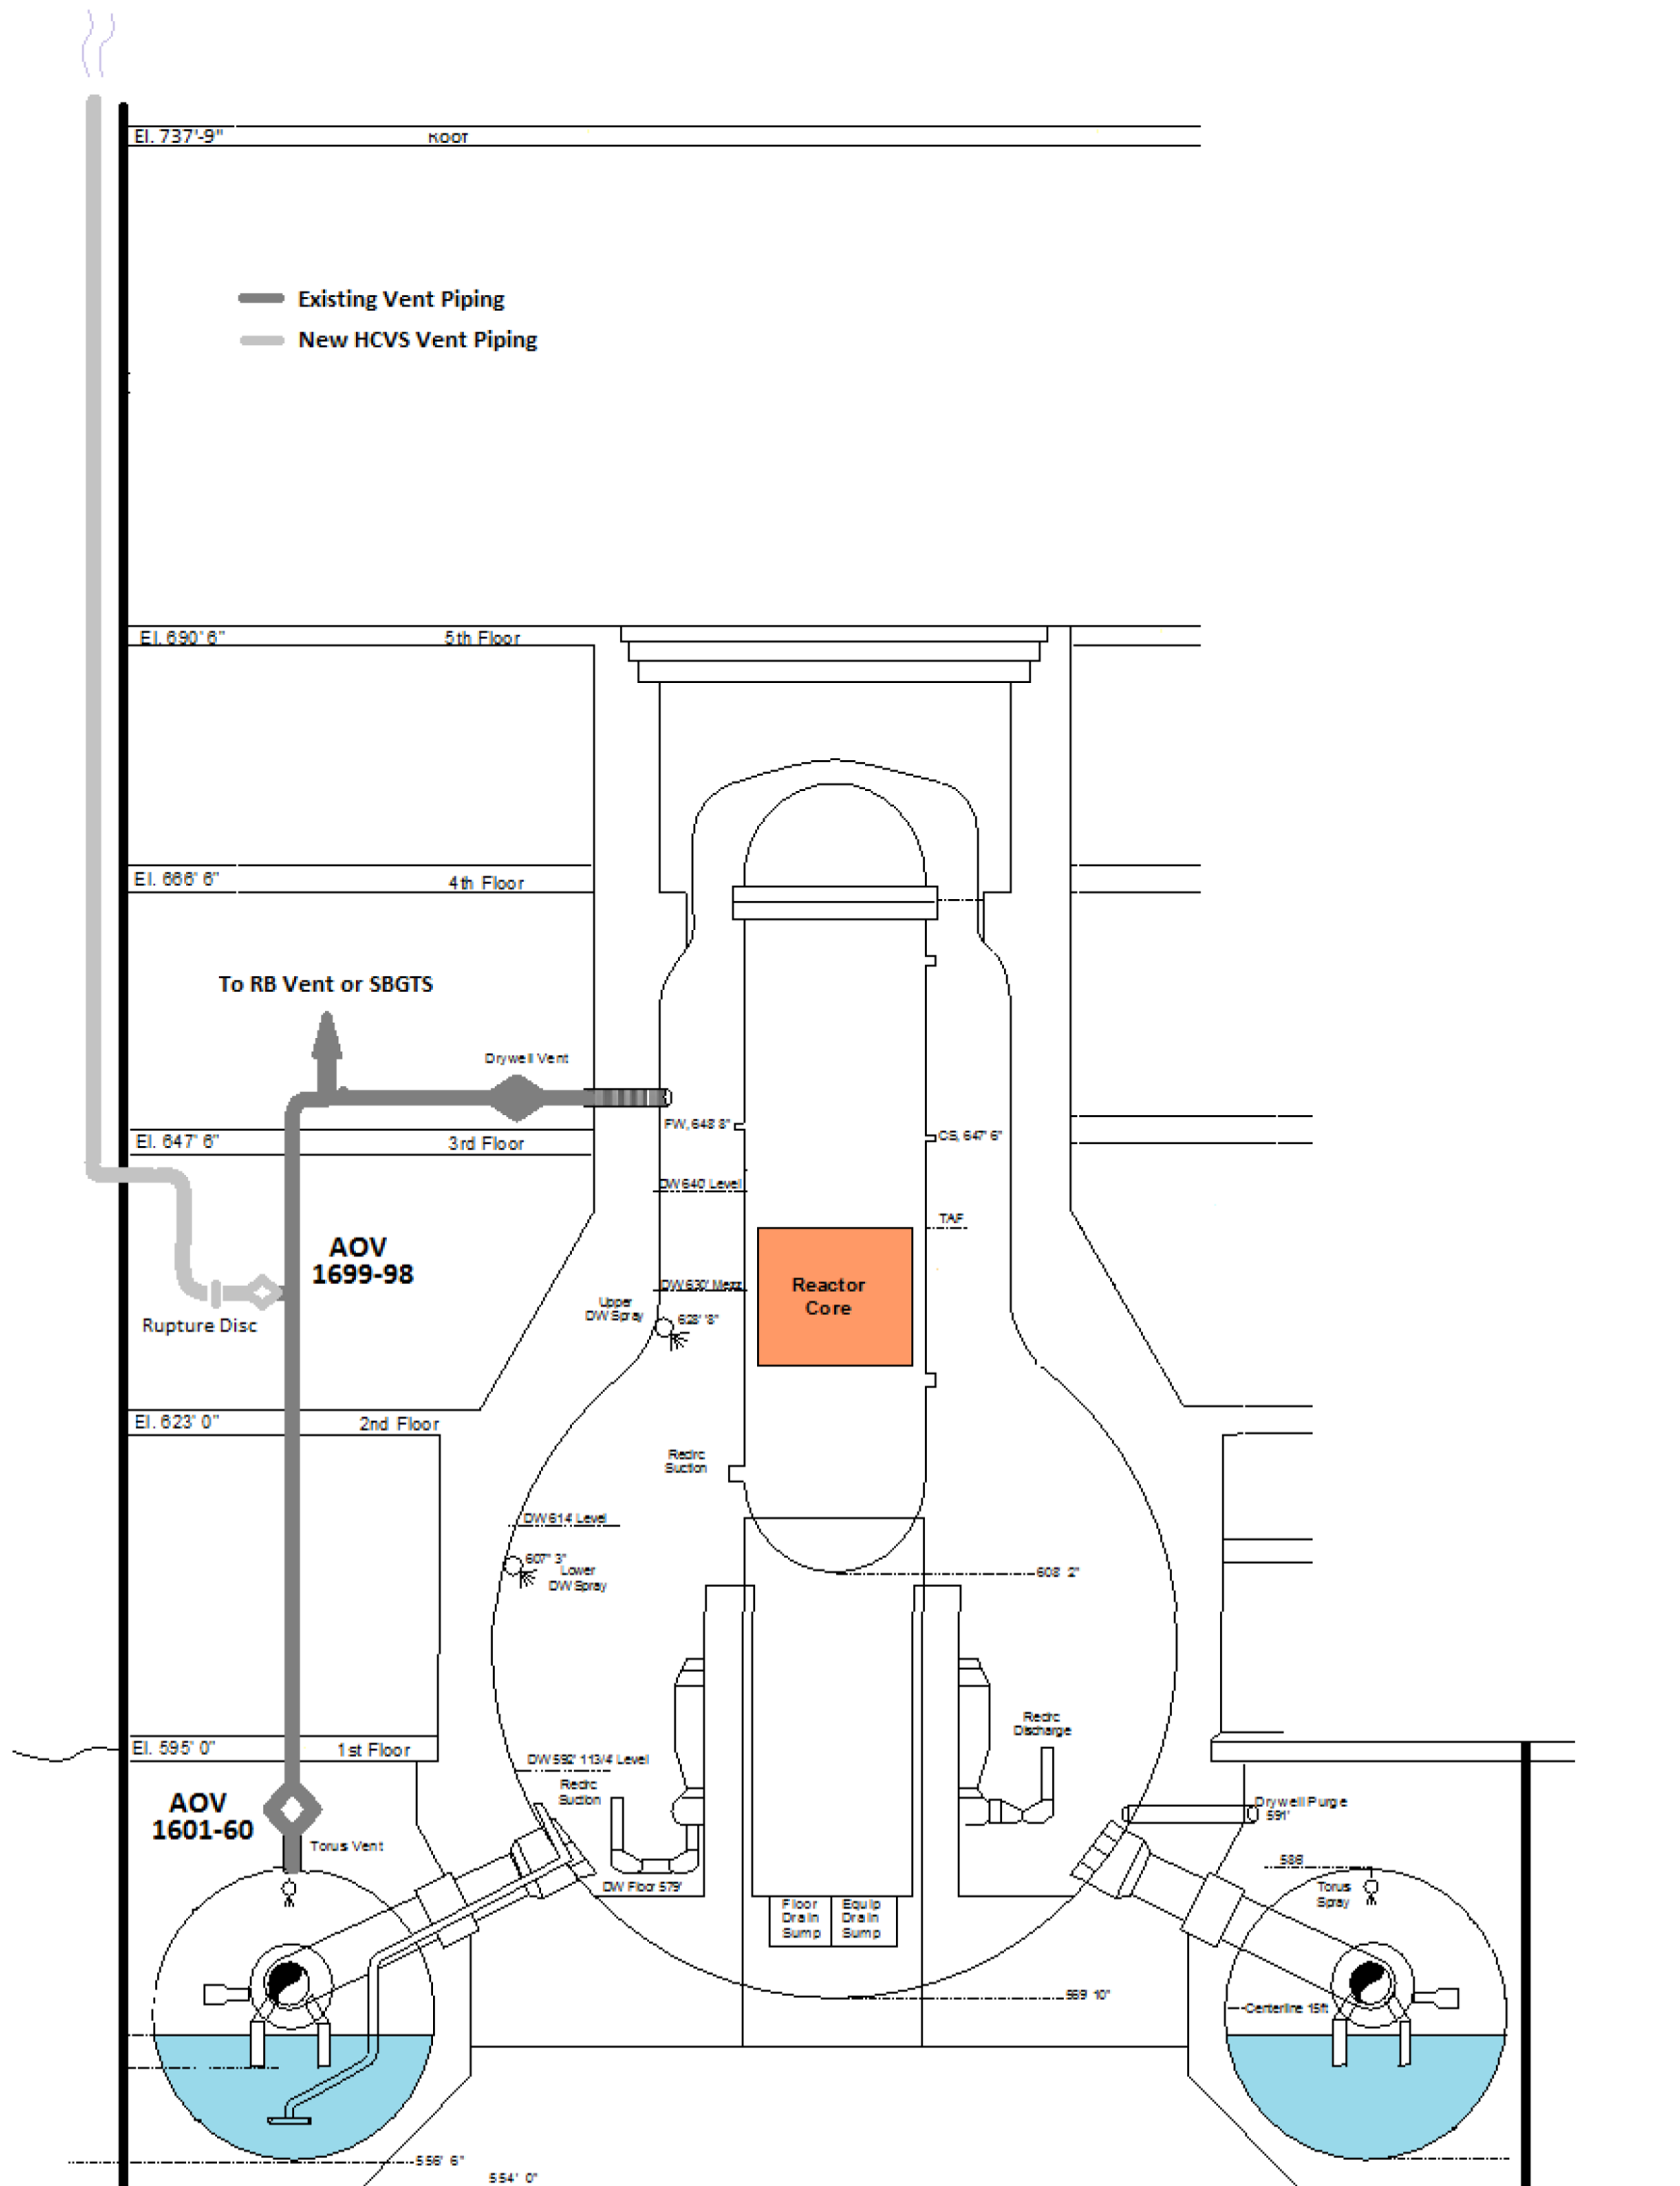 El. 737'-9"
ROOF
Existing Vent Piping
New HCVS Vent Piping
El. 690' 6"
5th Floor
El. 666' 6"
4th Floor
To RB Vent or SBGTS
Drywell Vent
FW, 648' 8"
CS, 647' 6"
El. 647' 6"
3rd Floor
DW 640' Level
TAF
AOV
1699-98
Reactor
Core
DW 630' Mezz
Upper
DW Spray
628' '8"
Rupture Disc
El. 623' 0"
2nd Floor
Recirc
Suction
DW 614 Level
607" 3"
Lower
DW Spray
608' 2"
Recirc
Discharge
El. 595' 0"
1st Floor
DW 592' 11 3/4 Level
Recirc
Suction
AOV
1601-60
Drywell Purge
591'
Torus Vent
586
DW Floor 579'
Torus
Spray
Floor
Drain
Sump
Equip
Drain
Sump
569' 10"
Centerline 15ft
556' 6"
554' 0"